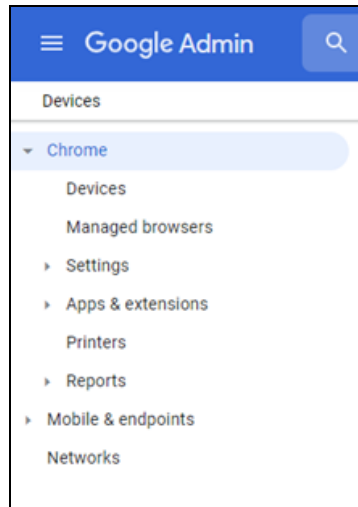 Google Admin
Devices
Chrome
Devices
Managed browsers
Settings
Apps & extensions
Printers
Reports
Mobile & endpoints
Networks